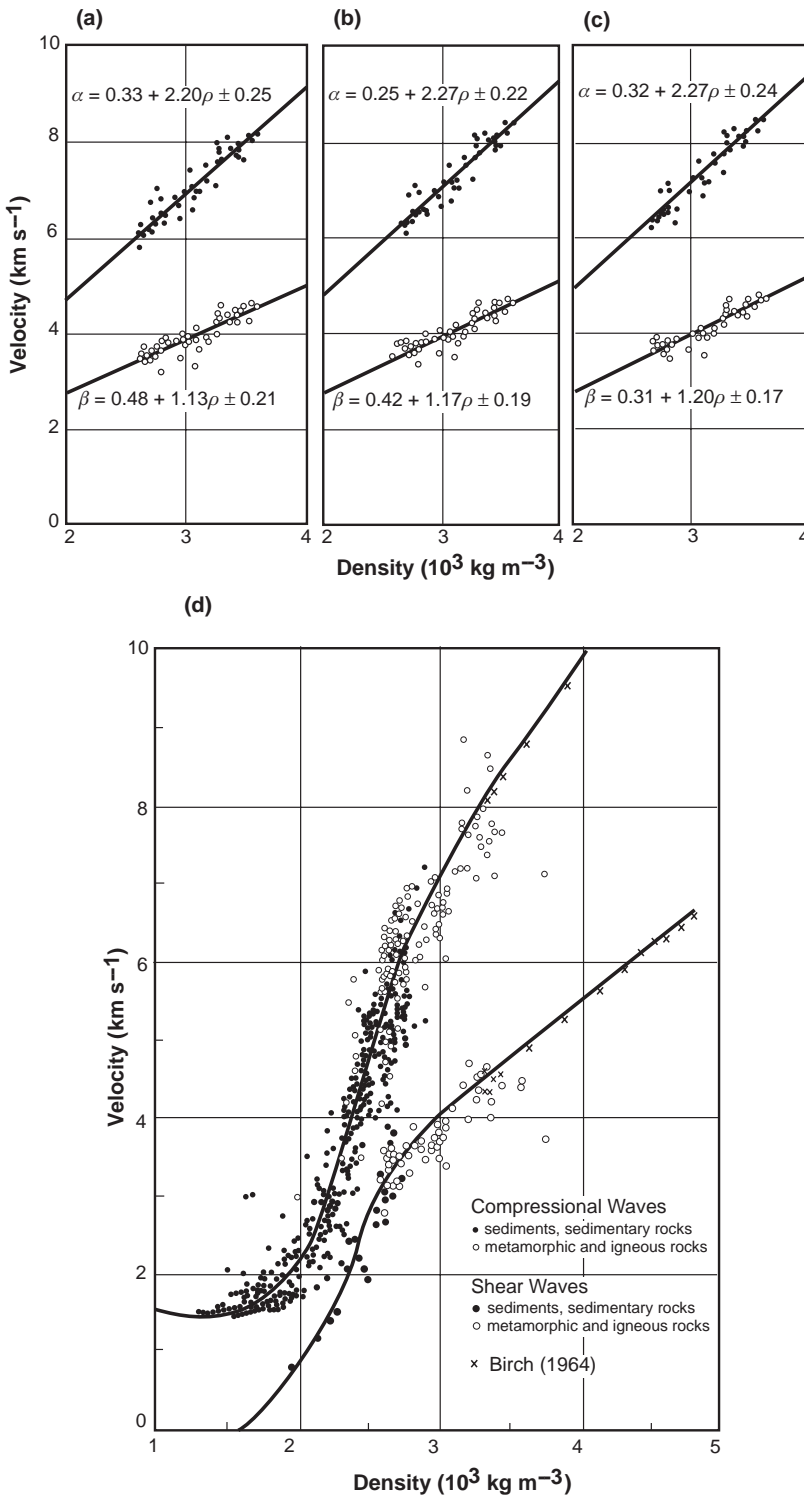 (a)
(b)
(c)
10
8
6
4
2
0
Velocity (km s⁻¹)
α = 0.33 + 2.20ρ ± 0.25
α = 0.25 + 2.27ρ ± 0.22
α = 0.32 + 2.27ρ ± 0.24
β = 0.48 + 1.13ρ ± 0.21
β = 0.42 + 1.17ρ ± 0.19
β = 0.31 + 1.20ρ ± 0.17
2 3 4
2 3 4
2 3 4
Density (10³ kg m⁻³)
(d)
10
8
6
4
2
0
Velocity (km s⁻¹)
Compressional Waves
sediments, sedimentary rocks
metamorphic and igneous rocks
Shear Waves
sediments, sedimentary rocks
metamorphic and igneous rocks
× Birch (1964)
1 2 3 4 5
Density (10³ kg m⁻³)